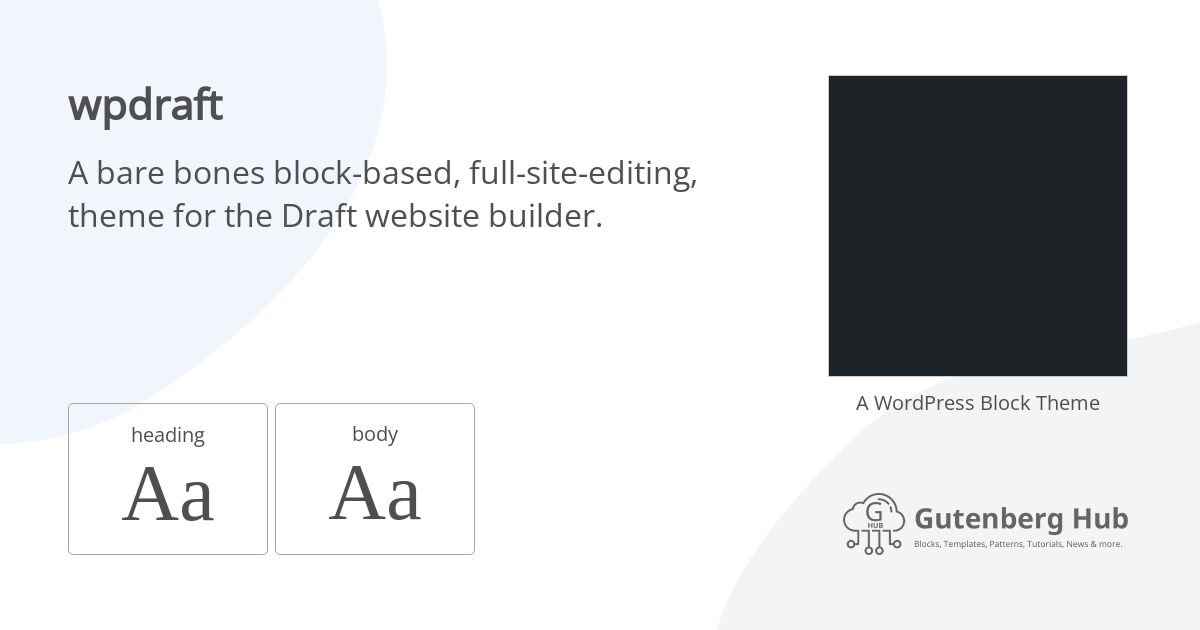 wpdraft
A bare bones block-based, full-site-editing,
theme for the Draft website builder.
heading
Aa
body
Aa
A WordPress Block Theme
G
HUB
Gutenberg Hub
Blocks, Templates, Patterns, Tutorials, News & more.